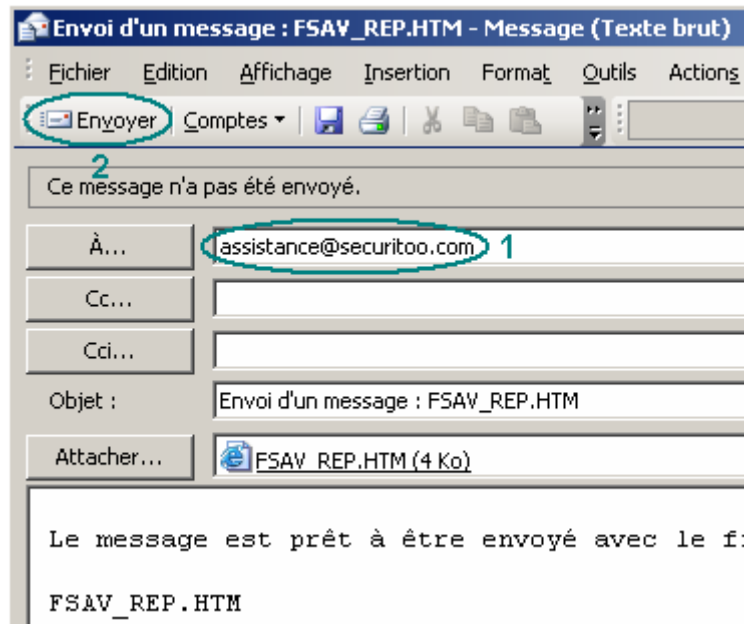 Envoi d'un message : FSAV_REP.HTM - Message (Texte brut)
Fichier Edition Affichage Insertion Format Outils Actions
Envoyer Comptes
2
Ce message n'a pas été envoyé.
À... assistance@securitoo.com 1
Cc...
Cci...
Objet : Envoi d'un message : FSAV_REP.HTM
Attacher... FSAV_REP.HTM (4 Ko)
Le message est prêt à être envoyé avec le
FSAV_REP.HTM